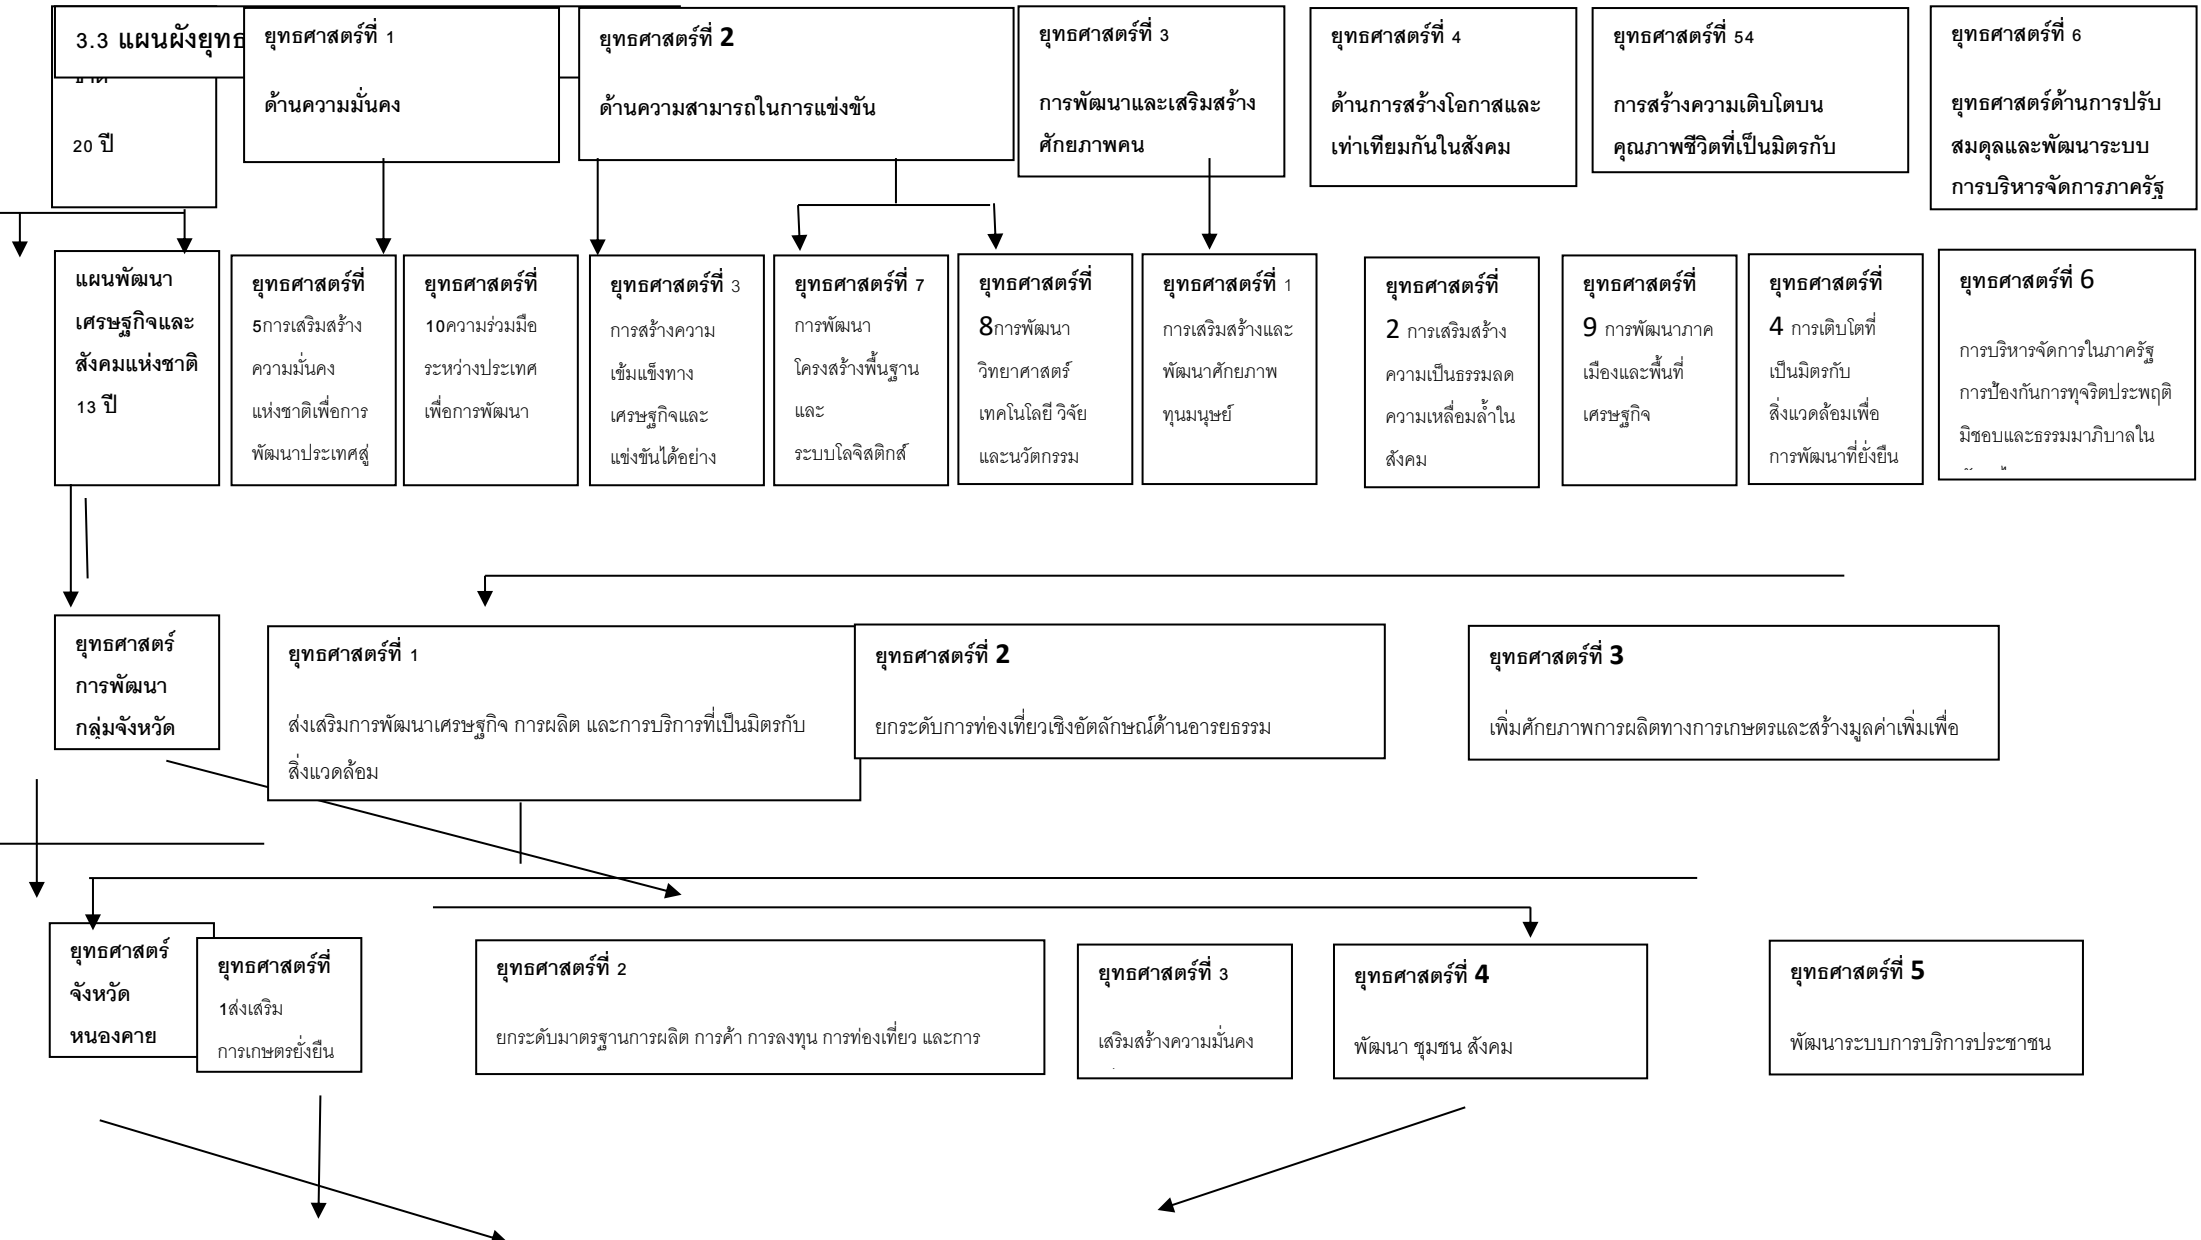 3.3 แผนผังยุทธ
20 ปี
ยุทธศาสตร์ที่ 1
ด้านความมั่นคง
ยุทธศาสตร์ที่ 2
ด้านความสามารถในการแข่งขัน
ยุทธศาสตร์ที่ 3
การพัฒนาและเสริมสร้าง
ศักยภาพคน
ยุทธศาสตร์ที่ 4
ด้านการสร้างโอกาสและ
เท่าเทียมกันในสังคม
ยุทธศาสตร์ที่ 54
การสร้างความเติบโตบน
คุณภาพชีวิตที่เป็นมิตรกับ
ยุทธศาสตร์ที่ 6
ยุทธศาสตร์ด้านการปรับ
สมดุลและพัฒนาระบบ
การบริหารจัดการภาครัฐ
แผนพัฒนา
เศรษฐกิจและ
สังคมแห่งชาติ
13 ปี
ยุทธศาสตร์ที่
5การเสริมสร้าง
ความมั่นคง
แห่งชาติเพื่อการ
พัฒนาประเทศสู่
ยุทธศาสตร์ที่
10ความร่วมมือ
ระหว่างประเทศ
เพื่อการพัฒนา
ยุทธศาสตร์ที่ 3
การสร้างความ
เข้มแข็งทาง
เศรษฐกิจและ
แข่งขันได้อย่าง
ยุทธศาสตร์ที่ 7
การพัฒนา
โครงสร้างพื้นฐาน
และ
ระบบโลจิสติกส์
ยุทธศาสตร์ที่
8การพัฒนา
วิทยาศาสตร์
เทคโนโลยี วิจัย
และนวัตกรรม
ยุทธศาสตร์ที่ 1
การเสริมสร้างและ
พัฒนาศักยภาพ
ทุนมนุษย์
ยุทธศาสตร์ที่
2 การเสริมสร้าง
ความเป็นธรรมลด
ความเหลื่อมล้ำใน
สังคม
ยุทธศาสตร์ที่
9 การพัฒนาภาค
เมืองและพื้นที่
เศรษฐกิจ
ยุทธศาสตร์ที่
4 การเติบโตที่
เป็นมิตรกับ
สิ่งแวดล้อมเพื่อ
การพัฒนาที่ยั่งยืน
ยุทธศาสตร์ที่ 6
การบริหารจัดการในภาครัฐ
การป้องกันการทุจริตประพฤติ
มิชอบและธรรมมาภิบาลใน
ยุทธศาสตร์
การพัฒนา
กลุ่มจังหวัด
ยุทธศาสตร์ที่ 1
ส่งเสริมการพัฒนาเศรษฐกิจ การผลิต และการบริการที่เป็นมิตรกับ
สิ่งแวดล้อม
ยุทธศาสตร์ที่ 2
ยกระดับการท่องเที่ยวเชิงอัตลักษณ์ด้านอารยธรรม
ยุทธศาสตร์ที่ 3
เพิ่มศักยภาพการผลิตทางการเกษตรและสร้างมูลค่าเพิ่มเพื่อ
ยุทธศาสตร์
จังหวัด
หนองคาย
ยุทธศาสตร์ที่
1ส่งเสริม
การเกษตรยั่งยืน
ยุทธศาสตร์ที่ 2
ยกระดับมาตรฐานการผลิต การค้า การลงทุน การท่องเที่ยว และการ
ยุทธศาสตร์ที่ 3
เสริมสร้างความมั่นคง
ยุทธศาสตร์ที่ 4
พัฒนา ชุมชน สังคม
ยุทธศาสตร์ที่ 5
พัฒนาระบบการบริการประชาชน